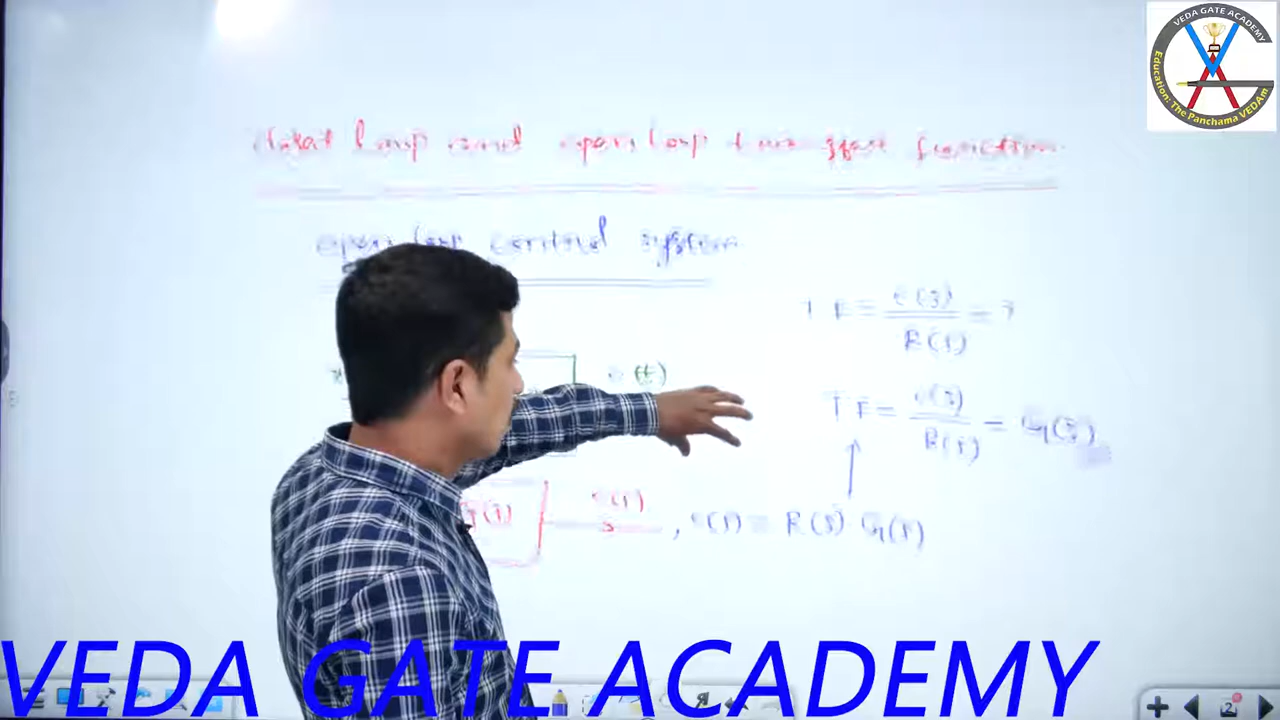 VEDA GATE ACADEMY
Education: The Panchama VEDAm
loop and open loop transfer function
open loop control system
T F = C(s) / R(s) = ?
C(t)
T F = C(s) / R(s) = G(s)
G(s) C(s) , C(s) = R(s) G(s)
VEDA GATE ACADEMY
2